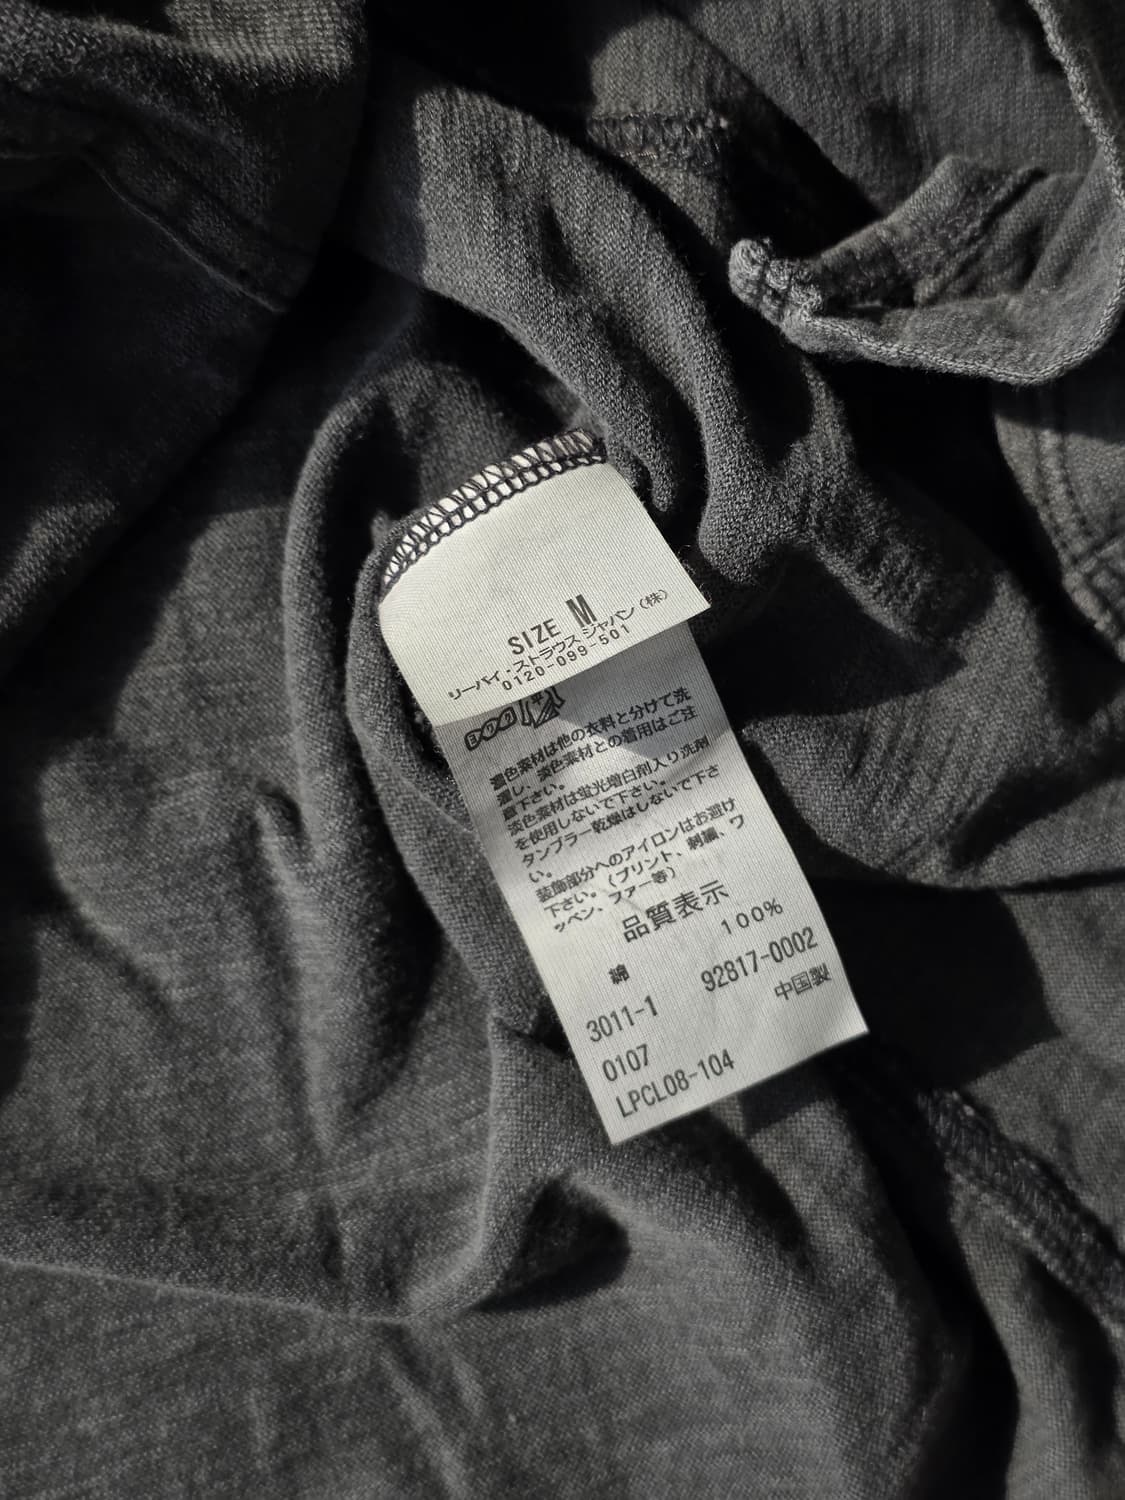 SIZE M
リーバイ・ストラウス ジャパン（株）
0120-099-501
濃色素材は他の衣料と分けて洗
濯し、淡色素材との着用はご注
意下さい。
淡色素材は蛍光増白剤入り洗剤
を使用しないで下さい。
タンブラー乾燥はしないで下さ
い。
装飾部分へのアイロンはお避け
下さい。（プリント、刺繍、ワ
ッペン、ファー等）
品質表示
綿 100%
3011-1 92817-0002
0107 中国製
LPCL08-104